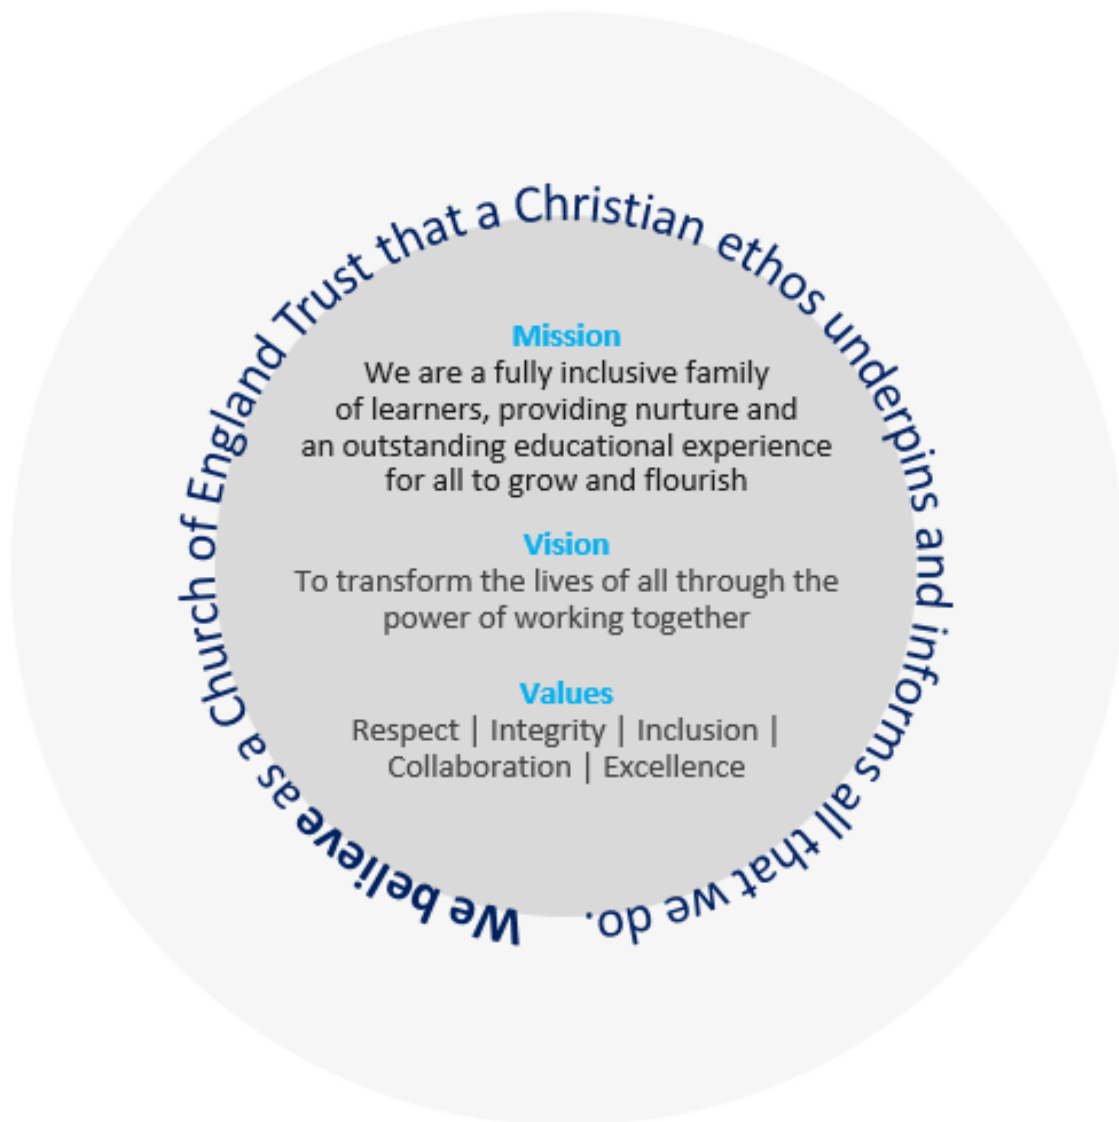 We believe as a Church of England Trust that a Christian ethos underpins and informs all that we do.
Mission
We are a fully inclusive family
of learners, providing nurture and
an outstanding educational experience
for all to grow and flourish
Vision
To transform the lives of all through the
power of working together
Values
Respect | Integrity | Inclusion |
Collaboration | Excellence